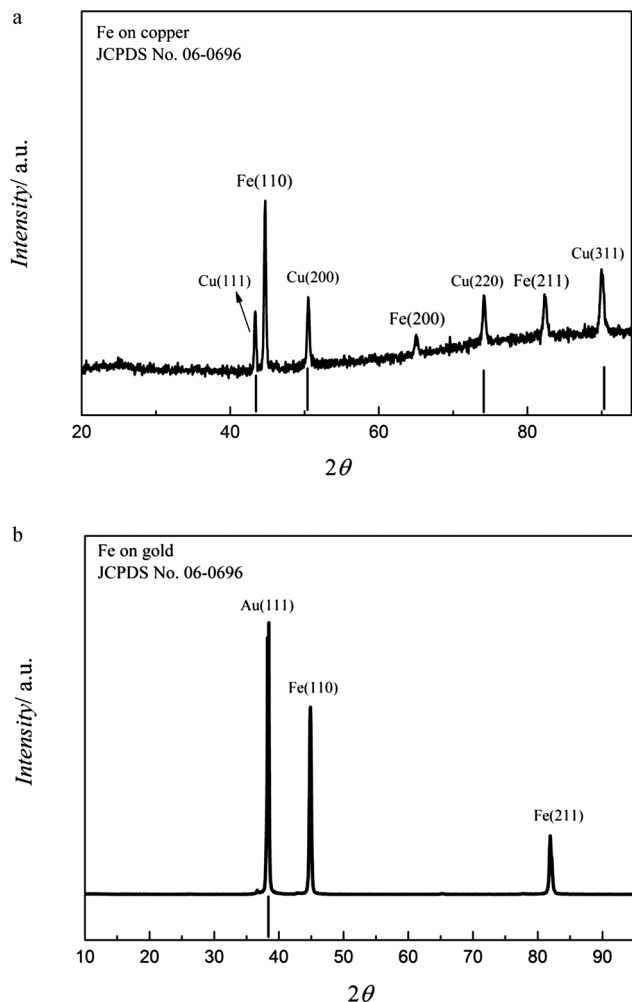 a
Fe on copper
JCPDS No. 06-0696
Intensity/ a.u.
Fe(110)
Cu(111)
Cu(200)
Fe(200)
Cu(220)
Fe(211)
Cu(311)
20 40 60 80
2θ
b
Fe on gold
JCPDS No. 06-0696
Intensity/ a.u.
Au(111)
Fe(110)
Fe(211)
10 20 30 40 50 60 70 80 90
2θ